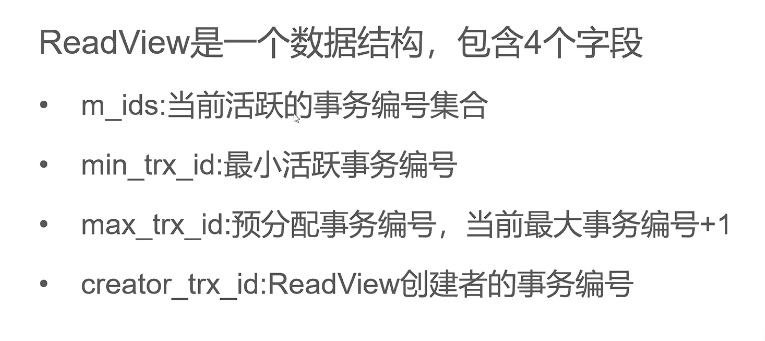 ReadView是一个数据结构，包含4个字段
• m_ids:当前活跃的事务编号集合
• min_trx_id:最小活跃事务编号
• max_trx_id:预分配事务编号，当前最大事务编号+1
• creator_trx_id:ReadView创建者的事务编号